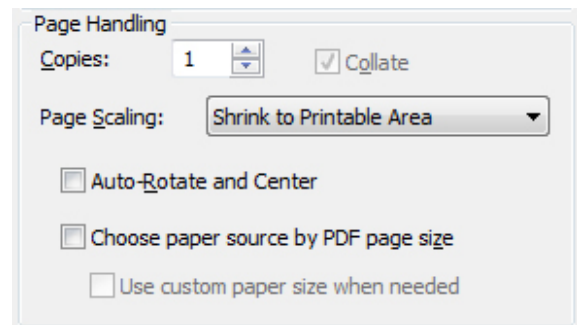 Page Handling
Copies: 1 Collate
Page Scaling: Shrink to Printable Area
Auto-Rotate and Center
Choose paper source by PDF page size
Use custom paper size when needed